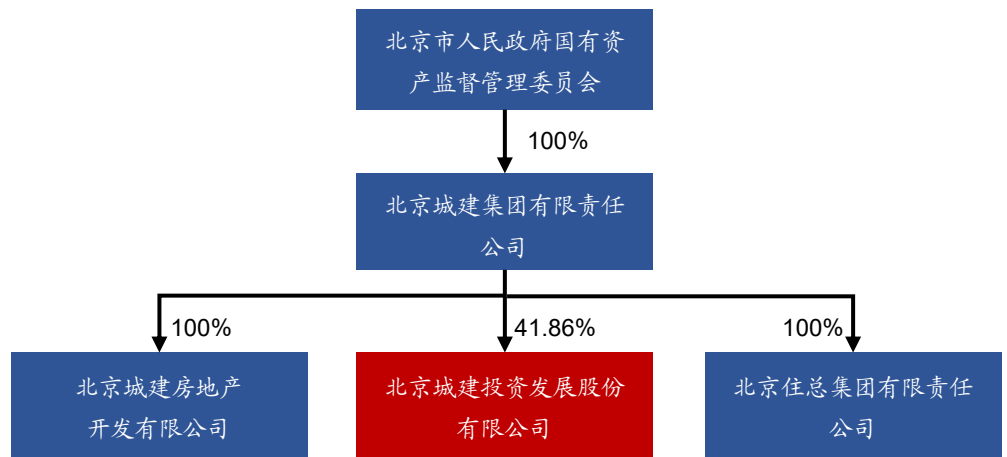 北京市人民政府国有资
产监督管理委员会
100%
北京城建集团有限责任
公司
100%
41.86%
100%
北京城建房地产
开发有限公司
北京城建投资发展股份
有限公司
北京住总集团有限责任
公司